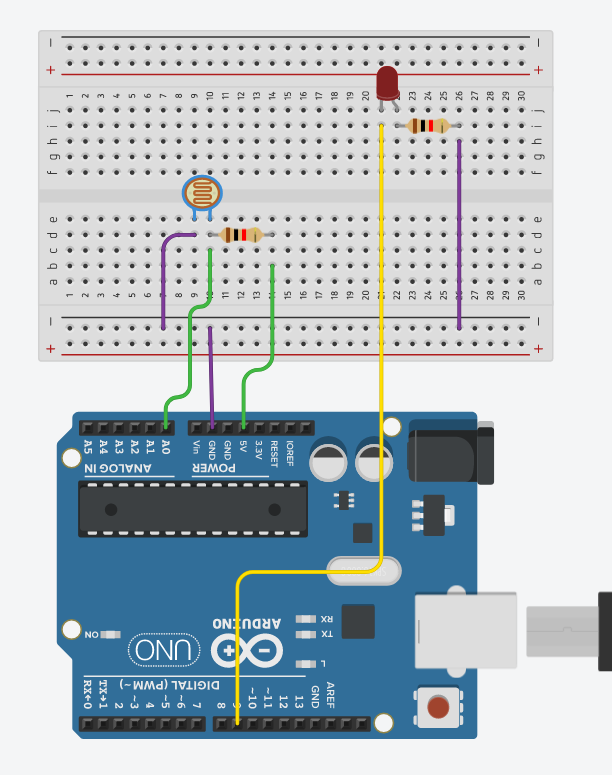 1 2 3 4 5 6 7 8 9 10 11 12 13 14 15 16 17 18 19 20 23 24 25 26 27 28 29 30
j j
i i
h h
g g
f f
e e
d d
c c
b b
a a
1 2 3 4 5 6 7 8 9 10 11 12 13 14 15 16 17 18 19 20 21 22 23 24 25 26 27 28 29 30
− −
+ +
A5 A4 A3 A2 A1 A0 Vin GND GND 5V 3.3V RESET IOREF
ANALOG IN POWER
ON
UNO
ARDUINO
RX
TX
L
DIGITAL (PWM ~)
RX←0 TX→1 2 ~3 4 ~5 ~6 7 8 ~10 ~11 12 13 GND AREF